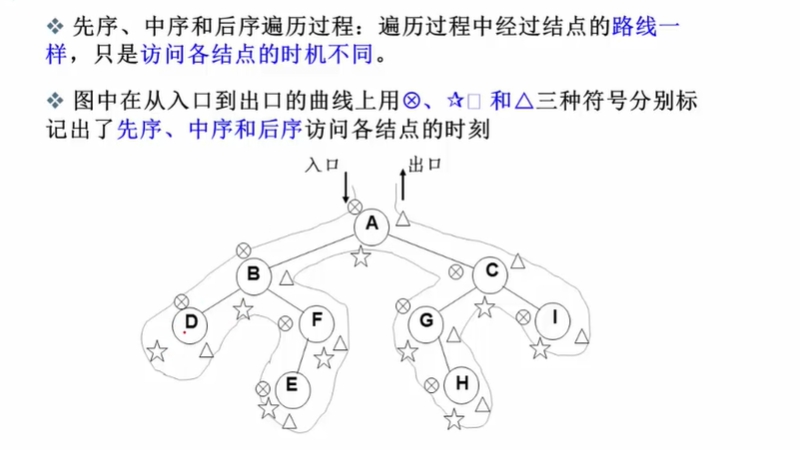 ❖ 先序、中序和后序遍历过程：遍历过程中经过结点的路线一
样，只是访问各结点的时机不同。
❖ 图中在从入口到出口的曲线上用⊗、☆□ 和△三种符号分别标
记出了先序、中序和后序访问各结点的时刻
入口 出口
A
B C
D F G I
E H